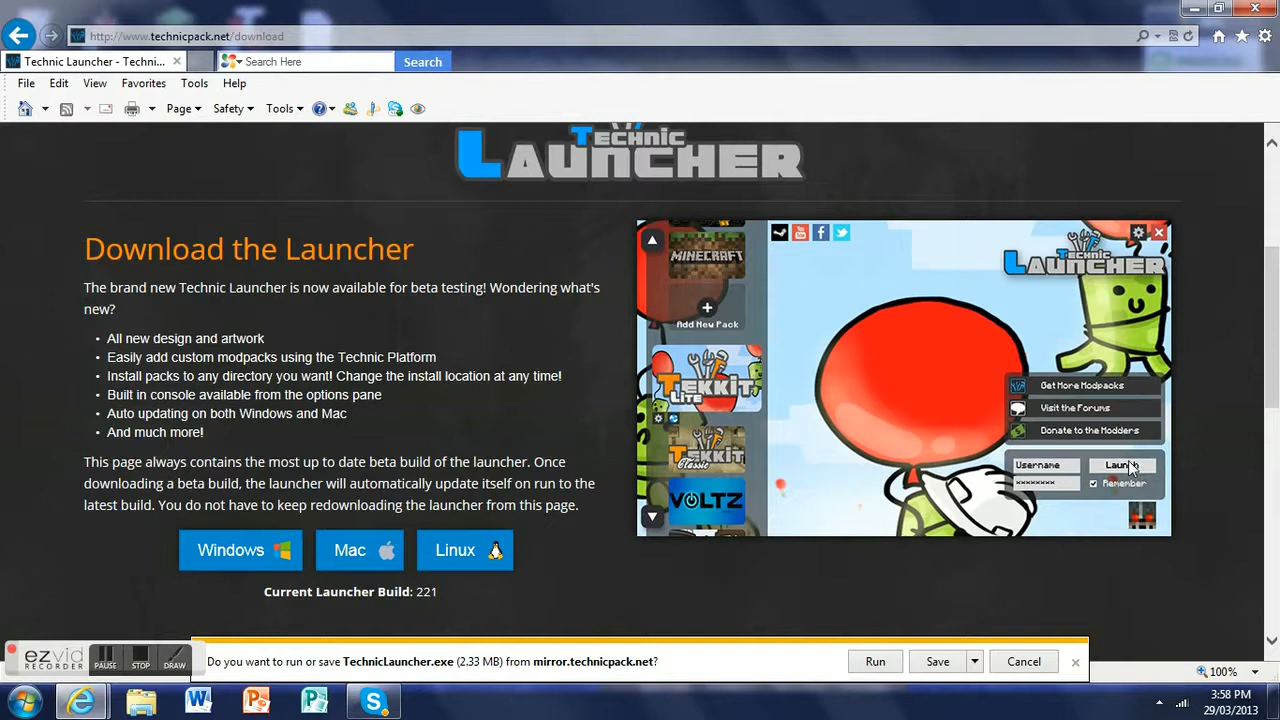 http://www.technicpack.net/download
Technic Launcher - Techni...
Search Here
Search
File Edit View Favorites Tools Help
Page Safety Tools
TECHNIC
LAUNCHER
Download the Launcher
The brand new Technic Launcher is now available for beta testing! Wondering what's
new?
• All new design and artwork
• Easily add custom modpacks using the Technic Platform
• Install packs to any directory you want! Change the install location at any time!
• Built in console available from the options pane
• Auto updating on both Windows and Mac
• And much more!
This page always contains the most up to date beta build of the launcher. Once
downloading a beta build, the launcher will automatically update itself on run to the
latest build. You do not have to keep redownloading the launcher from this page.
Windows Mac Linux
Current Launcher Build: 221
MINECRAFT
Add New Pack
TEKKIT
LITE
TEKKIT
Classic
VOLTZ
You Tube
TECHNIC
LAUNCHER
Get More Modpacks
Visit the Forums
Donate to the Modders
Username Launch
******** Remember
ezvid
RECORDER
PAUSE STOP DRAW
Do you want to run or save TechnicLauncher.exe (2.33 MB) from mirror.technicpack.net?
Run Save Cancel
100%
3:58 PM
29/03/2013